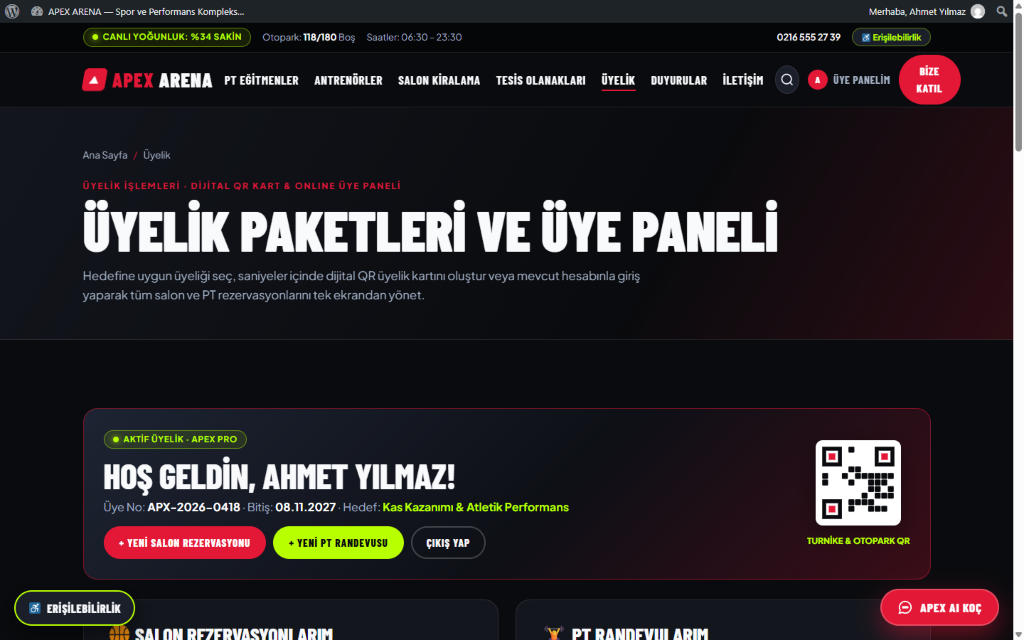 APEX ARENA — Spor ve Performans Kompleks...
Merhaba, Ahmet Yılmaz
CANLI YOĞUNLUK: %34 SAKİN
Otopark: 118/180 Boş
Saatler: 06:30 - 23:30
0216 555 27 39
Erişilebilirlik
APEX ARENA
PT EĞİTMENLER
ANTRENÖRLER
SALON KİRALAMA
TESİS OLANAKLARI
ÜYELİK
DUYURULAR
İLETİŞİM
A
ÜYE PANELİM
BİZE
KATIL
Ana Sayfa / Üyelik
ÜYELİK İŞLEMLERİ · DİJİTAL QR KART & ONLINE ÜYE PANELİ
ÜYELİK PAKETLERİ VE ÜYE PANELİ
Hedefine uygun üyeliği seç, saniyeler içinde dijital QR üyelik kartını oluştur veya mevcut hesabınla giriş
yaparak tüm salon ve PT rezervasyonlarını tek ekrandan yönet.
AKTİF ÜYELİK · APEX PRO
HOŞ GELDİN, AHMET YILMAZ!
Üye No: APX-2026-0418 · Bitiş: 08.11.2027 · Hedef: Kas Kazanımı & Atletik Performans
+ YENİ SALON REZERVASYONU
+ YENİ PT RANDEVUSU
ÇIKIŞ YAP
TURNİKE & OTOPARK QR
ERİŞİLEBİLİRLİK
APEX AI KOÇ
SALON REZERVASYONLARIM
PT RANDEVULARIM